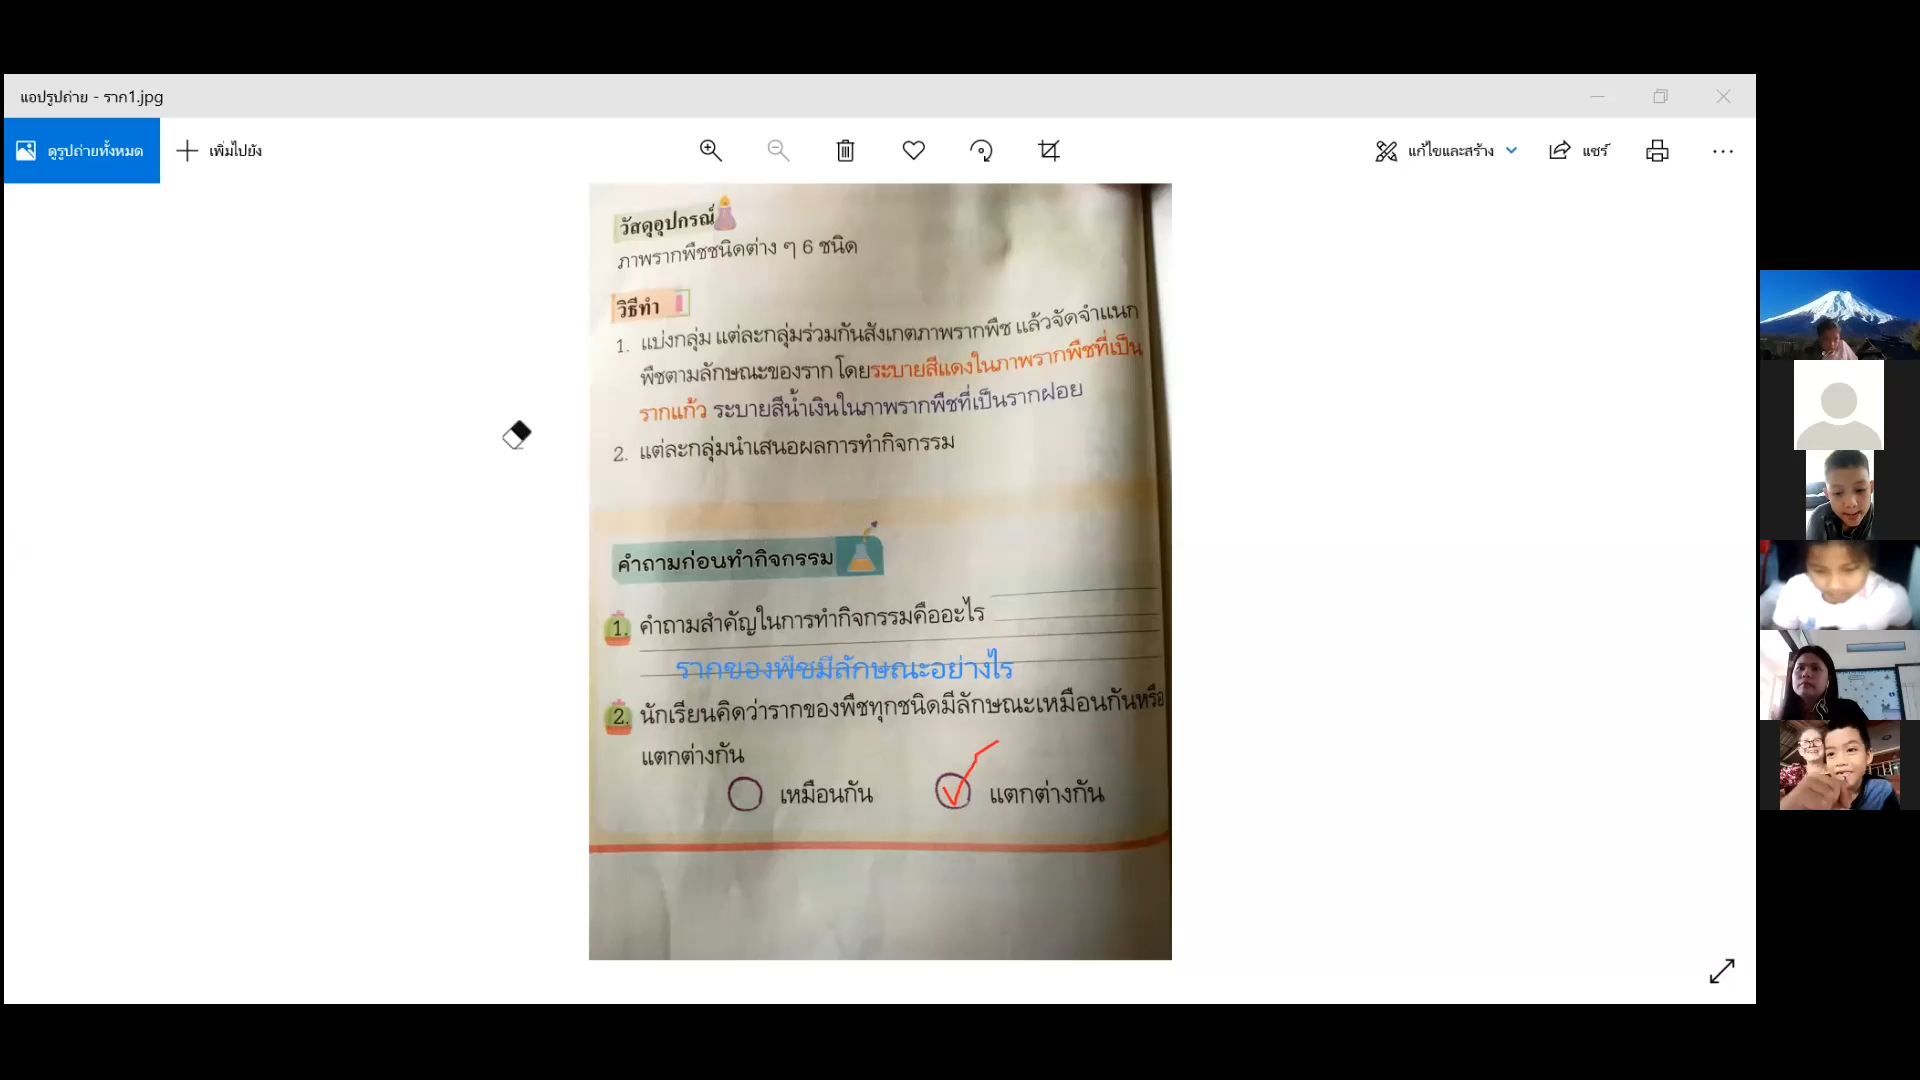 แอปรูปถ่าย - ราก1.jpg
ดูรูปถ่ายทั้งหมด
เพิ่มไปยัง
แก้ไขและสร้าง
แชร์
วัสดุอุปกรณ์
ภาพรากพืชชนิดต่าง ๆ 6 ชนิด
วิธีทำ
1. แบ่งกลุ่ม แต่ละกลุ่มร่วมกันสังเกตภาพรากพืช แล้วจัดจำแนก
พืชตามลักษณะของราก โดยระบายสีแดงในภาพรากพืชที่เป็น
รากแก้ว ระบายสีน้ำเงินในภาพรากพืชที่เป็นรากฝอย
2. แต่ละกลุ่มนำเสนอผลการทำกิจกรรม
คำถามก่อนทำกิจกรรม
1. คำถามสำคัญในการทำกิจกรรมคืออะไร
รากของพืชมีลักษณะอย่างไร
2. นักเรียนคิดว่ารากของพืชทุกชนิดมีลักษณะเหมือนกันหรือ
แตกต่างกัน
เหมือนกัน
แตกต่างกัน